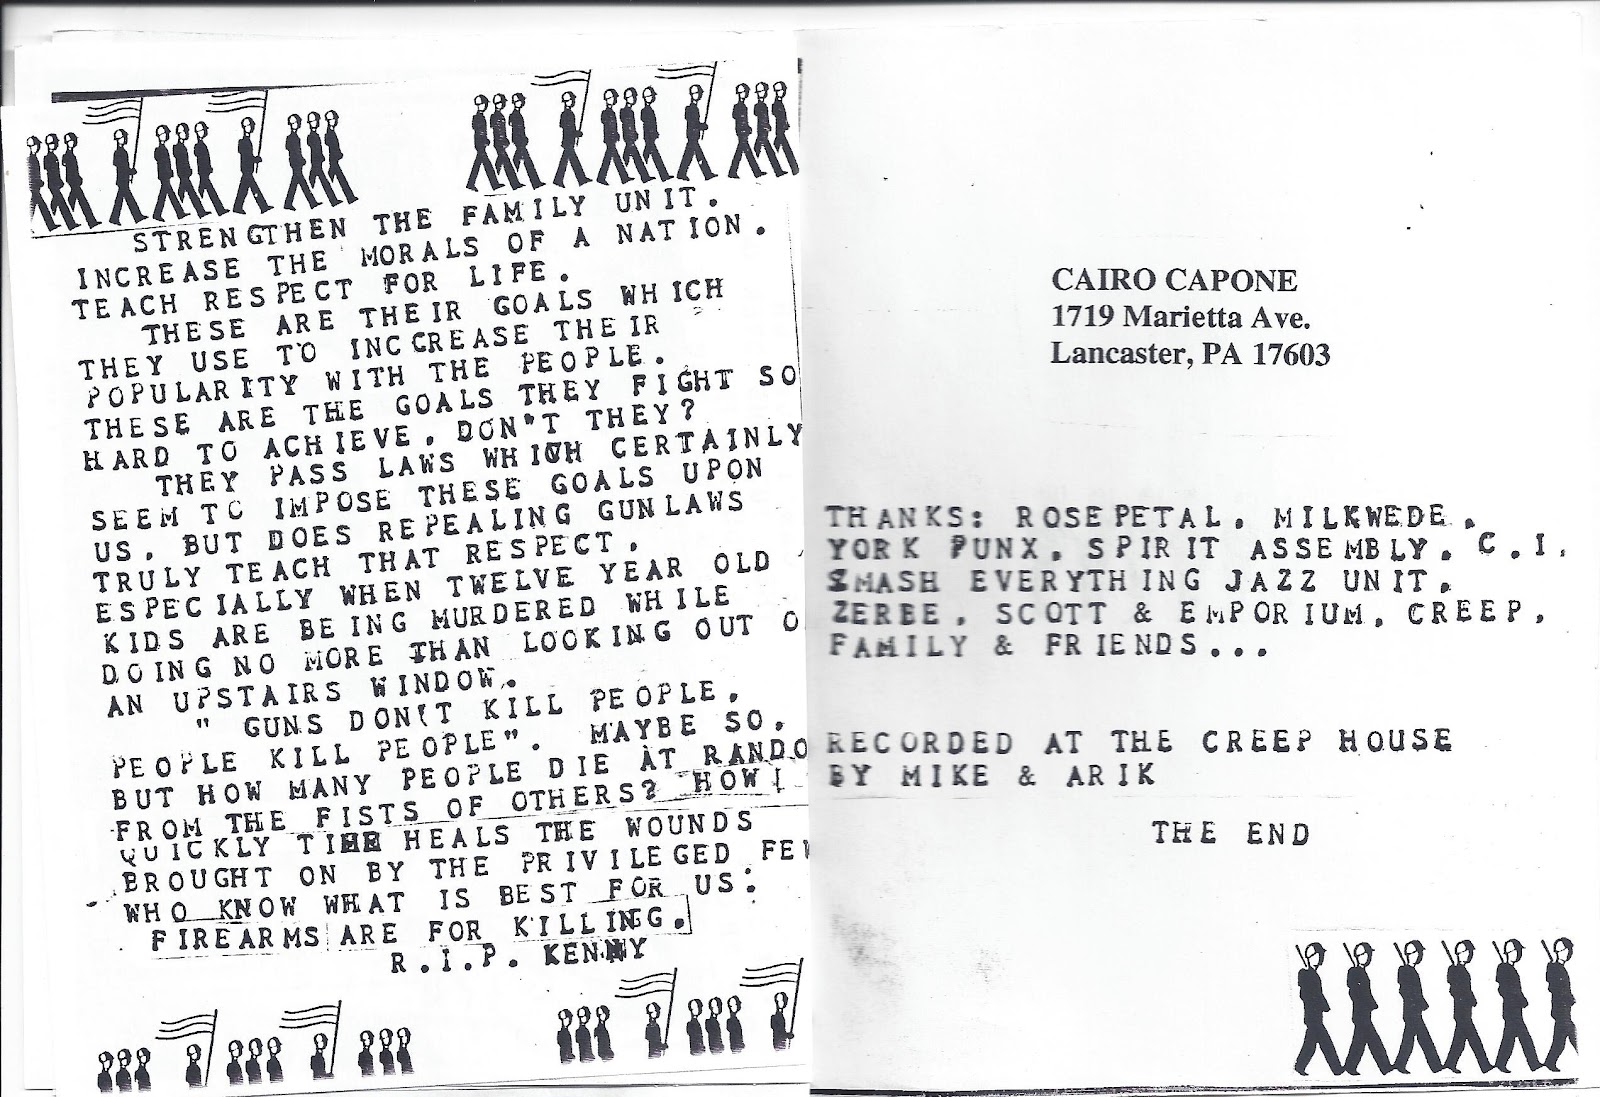 STRENGTHEN THE FAMILY UNIT.
INCREASE THE MORALS OF A NATION.
TEACH RESPECT FOR LIFE.
THESE ARE THEIR GOALS WHICH
THEY USE TO INCCREASE THEIR
POPULARITY WITH THE PEOPLE.
THESE ARE THE GOALS THEY FIGHT SO
HARD TO ACHIEVE. DON'T THEY?
THEY PASS LAWS WHICH CERTAINLY
SEEM TO IMPOSE THESE GOALS UPON
US. BUT DOES REPEALING GUNLAWS
TRULY TEACH THAT RESPECT.
ESPECIALLY WHEN TWELVE YEAR OLD
KIDS ARE BEING MURDERED WHILE
DOING NO MORE THAN LOOKING OUT O
AN UPSTAIRS WINDOW.
" GUNS DON'T KILL PEOPLE.
PEOPLE KILL PEOPLE". MAYBE SO.
BUT HOW MANY PEOPLE DIE AT RANDO
FROM THE FISTS OF OTHERS? HOW
QUICKLY TIME HEALS THE WOUNDS
BROUGHT ON BY THE PRIVILEGED FEW
WHO KNOW WHAT IS BEST FOR US:
FIREARMS ARE FOR KILLING.
R.I.P. KENNY
CAIRO CAPONE
1719 Marietta Ave.
Lancaster, PA 17603
THANKS: ROSEPETAL. MILKWEDE.
YORK PUNX. SPIRIT ASSEMBLY. C.I.
SMASH EVERYTHING JAZZ UNIT.
ZERBE. SCOTT & EMPORIUM. CREEP.
FAMILY & FRIENDS...
RECORDED AT THE CREEP HOUSE
BY MIKE & ARIK
THE END